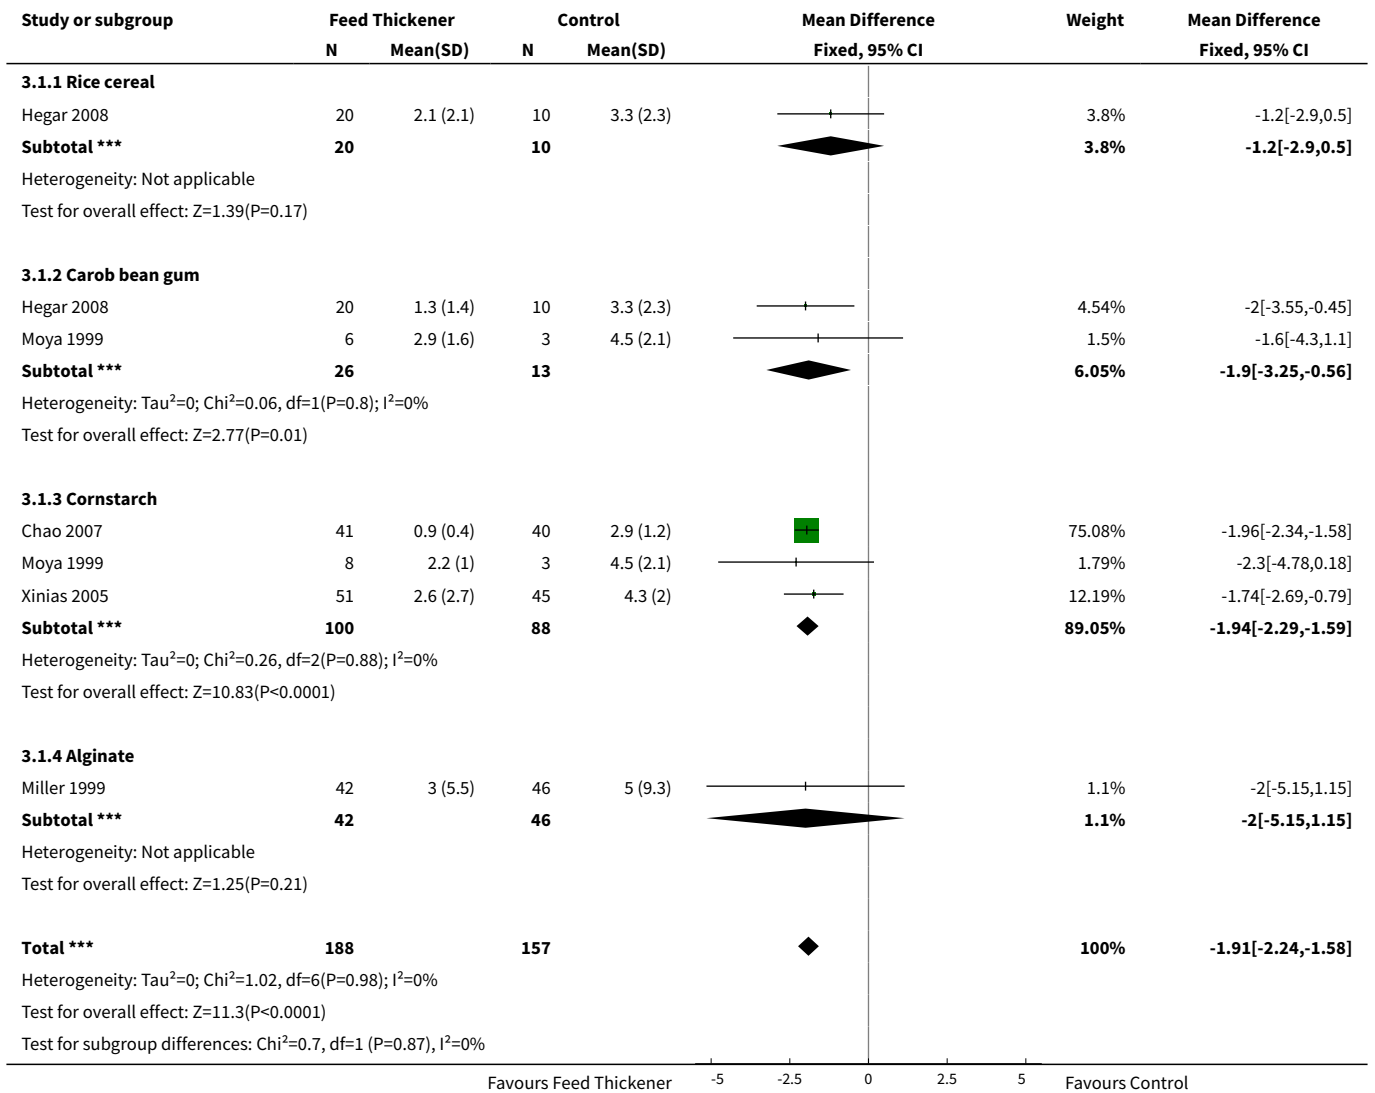 Study or subgroup Feed Thickener Control Mean Difference Weight Mean Difference
N Mean(SD) N Mean(SD) Fixed, 95% CI Fixed, 95% CI
3.1.1 Rice cereal
Hegar 2008 20 2.1 (2.1) 10 3.3 (2.3) 3.8% -1.2[-2.9,0.5]
Subtotal *** 20 10 3.8% -1.2[-2.9,0.5]
Heterogeneity: Not applicable
Test for overall effect: Z=1.39(P=0.17)
3.1.2 Carob bean gum
Hegar 2008 20 1.3 (1.4) 10 3.3 (2.3) 4.54% -2[-3.55,-0.45]
Moya 1999 6 2.9 (1.6) 3 4.5 (2.1) 1.5% -1.6[-4.3,1.1]
Subtotal *** 26 13 6.05% -1.9[-3.25,-0.56]
Heterogeneity: Tau²=0; Chi²=0.06, df=1(P=0.8); I²=0%
Test for overall effect: Z=2.77(P=0.01)
3.1.3 Cornstarch
Chao 2007 41 0.9 (0.4) 40 2.9 (1.2) 75.08% -1.96[-2.34,-1.58]
Moya 1999 8 2.2 (1) 3 4.5 (2.1) 1.79% -2.3[-4.78,0.18]
Xinias 2005 51 2.6 (2.7) 45 4.3 (2) 12.19% -1.74[-2.69,-0.79]
Subtotal *** 100 88 89.05% -1.94[-2.29,-1.59]
Heterogeneity: Tau²=0; Chi²=0.26, df=2(P=0.88); I²=0%
Test for overall effect: Z=10.83(P<0.0001)
3.1.4 Alginate
Miller 1999 42 3 (5.5) 46 5 (9.3) 1.1% -2[-5.15,1.15]
Subtotal *** 42 46 1.1% -2[-5.15,1.15]
Heterogeneity: Not applicable
Test for overall effect: Z=1.25(P=0.21)
Total *** 188 157 100% -1.91[-2.24,-1.58]
Heterogeneity: Tau²=0; Chi²=1.02, df=6(P=0.98); I²=0%
Test for overall effect: Z=11.3(P<0.0001)
Test for subgroup differences: Chi²=0.7, df=1 (P=0.87), I²=0%
Favours Feed Thickener -5 -2.5 0 2.5 5 Favours Control